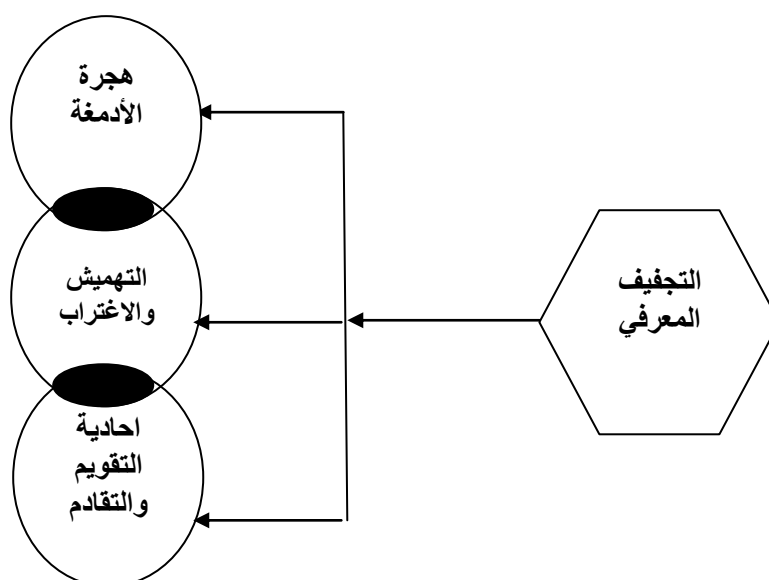 هجرة
الأدمغة
التهميش
والاغتراب
احادية
التقويم
والتقادم
التجفيف
المعرفي